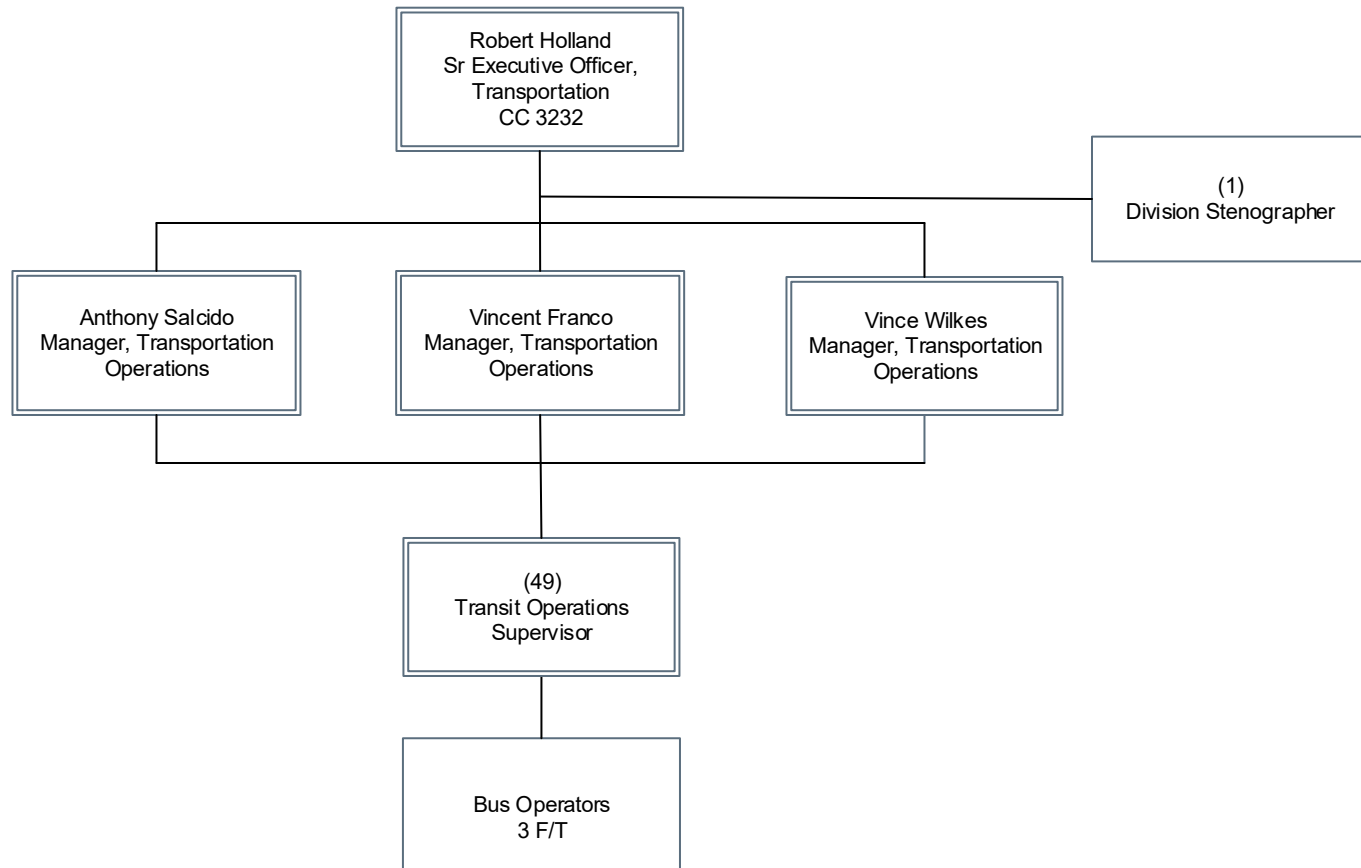 Robert Holland
Sr Executive Officer,
Transportation
CC 3232
(1)
Division Stenographer
Anthony Salcido
Manager, Transportation
Operations
Vincent Franco
Manager, Transportation
Operations
Vince Wilkes
Manager, Transportation
Operations
(49)
Transit Operations
Supervisor
Bus Operators
3 F/T